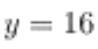 y = 16